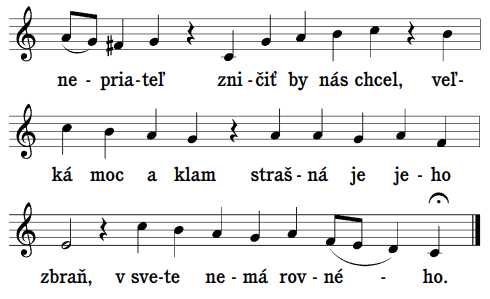 ne - pria-teľ zni - čiť by nás chcel, veľ-
ká moc a klam straš - ná je je - ho
zbraň, v sve-te ne - má rov - né - ho.